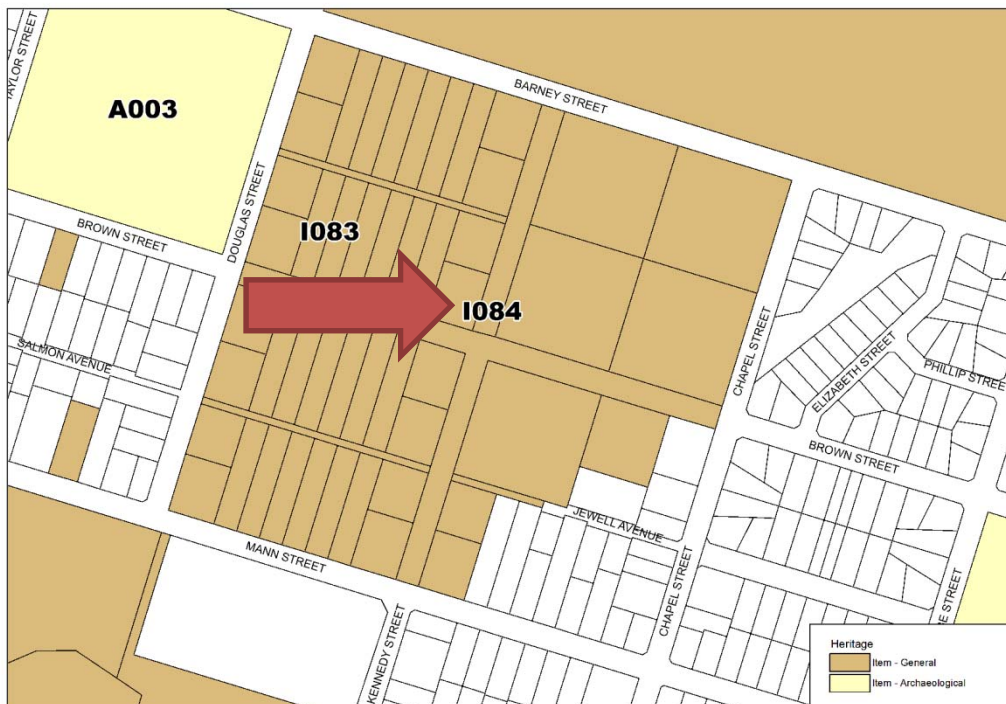 TAYLOR STREET
A003
BARNEY STREET
DOUGLAS STREET
BROWN STREET
I083
I084
SALMON AVENUE
CHAPEL STREET
ELIZABETH STREET
PHILLIP STREET
BROWN STREET
JEWELL AVENUE
MANN STREET
CHAPEL STREET
KENNEDY STREET
STREET
Heritage
Item - General
Item - Archaeological